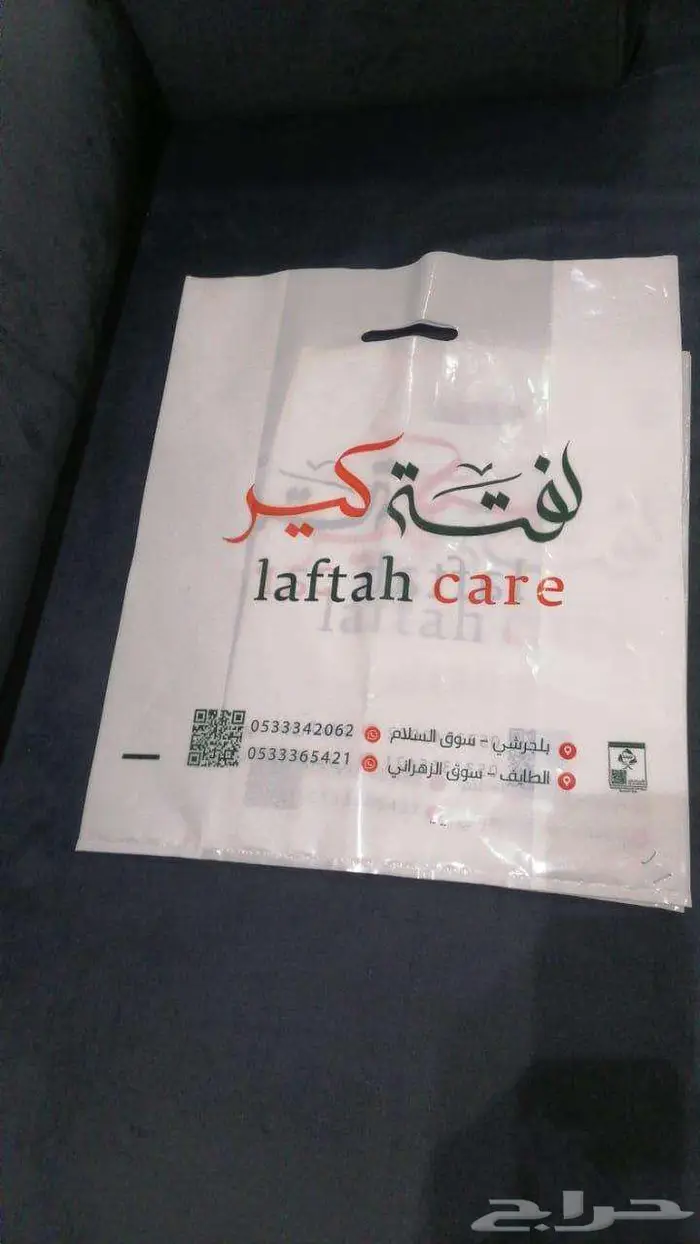 لفتة كير
laftah care
بلجرشي - سوق السلام 0533342062
الطايف - سوق الزهراني 0533365421
حراج